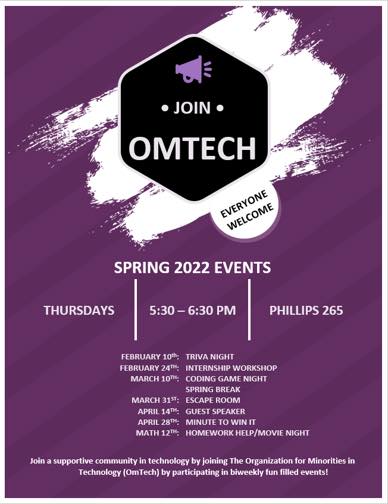 • JOIN •
OMTECH
EVERYONE
WELCOME
SPRING 2022 EVENTS
THURSDAYS 5:30 – 6:30 PM PHILLIPS 265
FEBRUARY 10th: TRIVA NIGHT
FEBRUARY 24TH: INTERNSHIP WORKSHOP
MARCH 10TH: CODING GAME NIGHT
SPRING BREAK
MARCH 31ST: ESCAPE ROOM
APRIL 14TH: GUEST SPEAKER
APRIL 28TH: MINUTE TO WIN IT
MATH 12TH: HOMEWORK HELP/MOVIE NIGHT
Join a supportive community in technology by joining The Organization for Minorities in
Technology (OmTech) by participating in biweekly fun filled events!